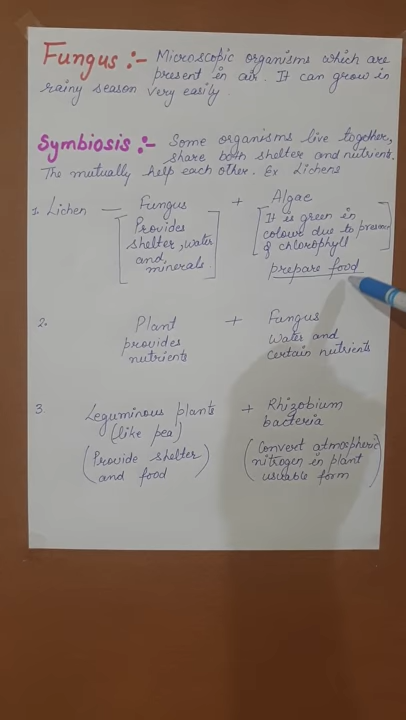 Fungus :- Microscopic organisms which are
present in air. It can grow in
rainy season very easily.
Symbiosis :- Some organisms live together,
share both shelter and nutrients.
The mutually help each other. Ex Lichens
1. Lichen — Fungus + Algae
[Provides shelter, water and, minerals.] [It is green in colour due to presence of chlorophyll]
prepare food
2. Plant + Fungus
provides nutrients Water and certain nutrients
3 Leguminous plants + Rhizobium
(like pea) bacteria
(Provide shelter and food) (Convert atmospheric nitrogen in plant usuable form)